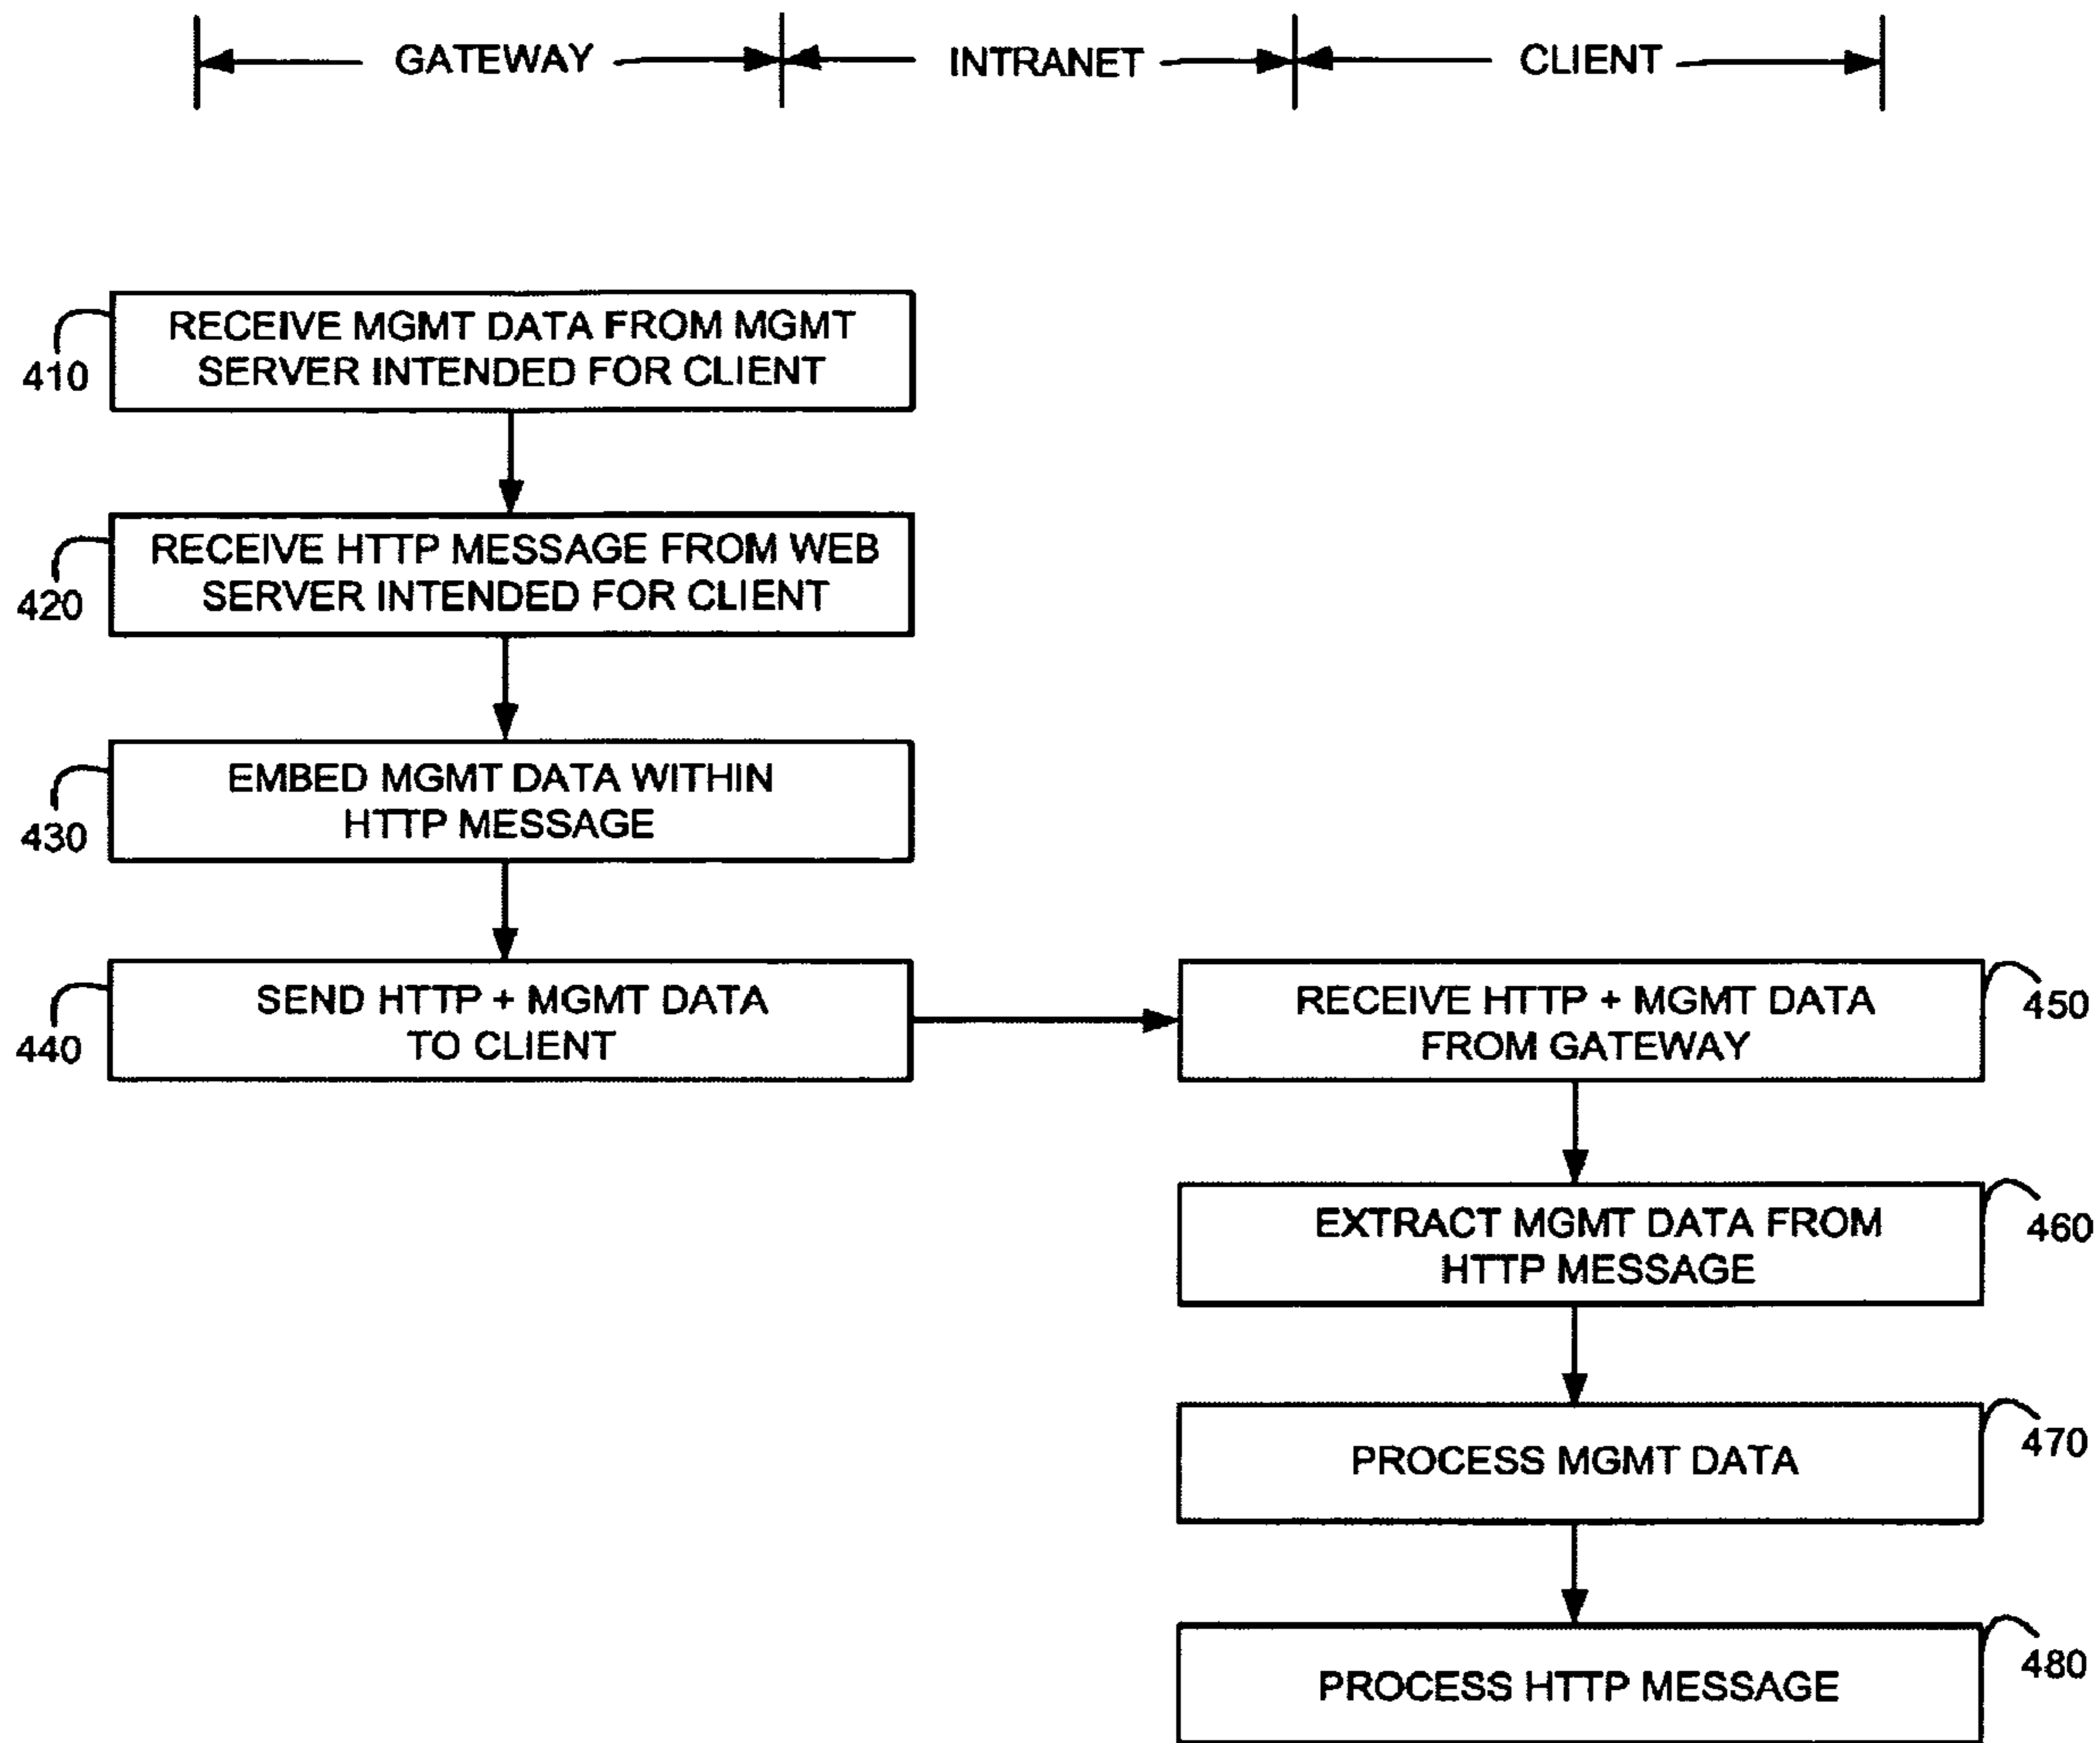 GATEWAY
INTRANET
CLIENT
RECEIVE MGMT DATA FROM MGMT
SERVER INTENDED FOR CLIENT
410
RECEIVE HTTP MESSAGE FROM WEB
SERVER INTENDED FOR CLIENT
420
EMBED MGMT DATA WITHIN
HTTP MESSAGE
430
SEND HTTP + MGMT DATA
TO CLIENT
440
RECEIVE HTTP + MGMT DATA
FROM GATEWAY
450
EXTRACT MGMT DATA FROM
HTTP MESSAGE
460
PROCESS MGMT DATA
470
PROCESS HTTP MESSAGE
480